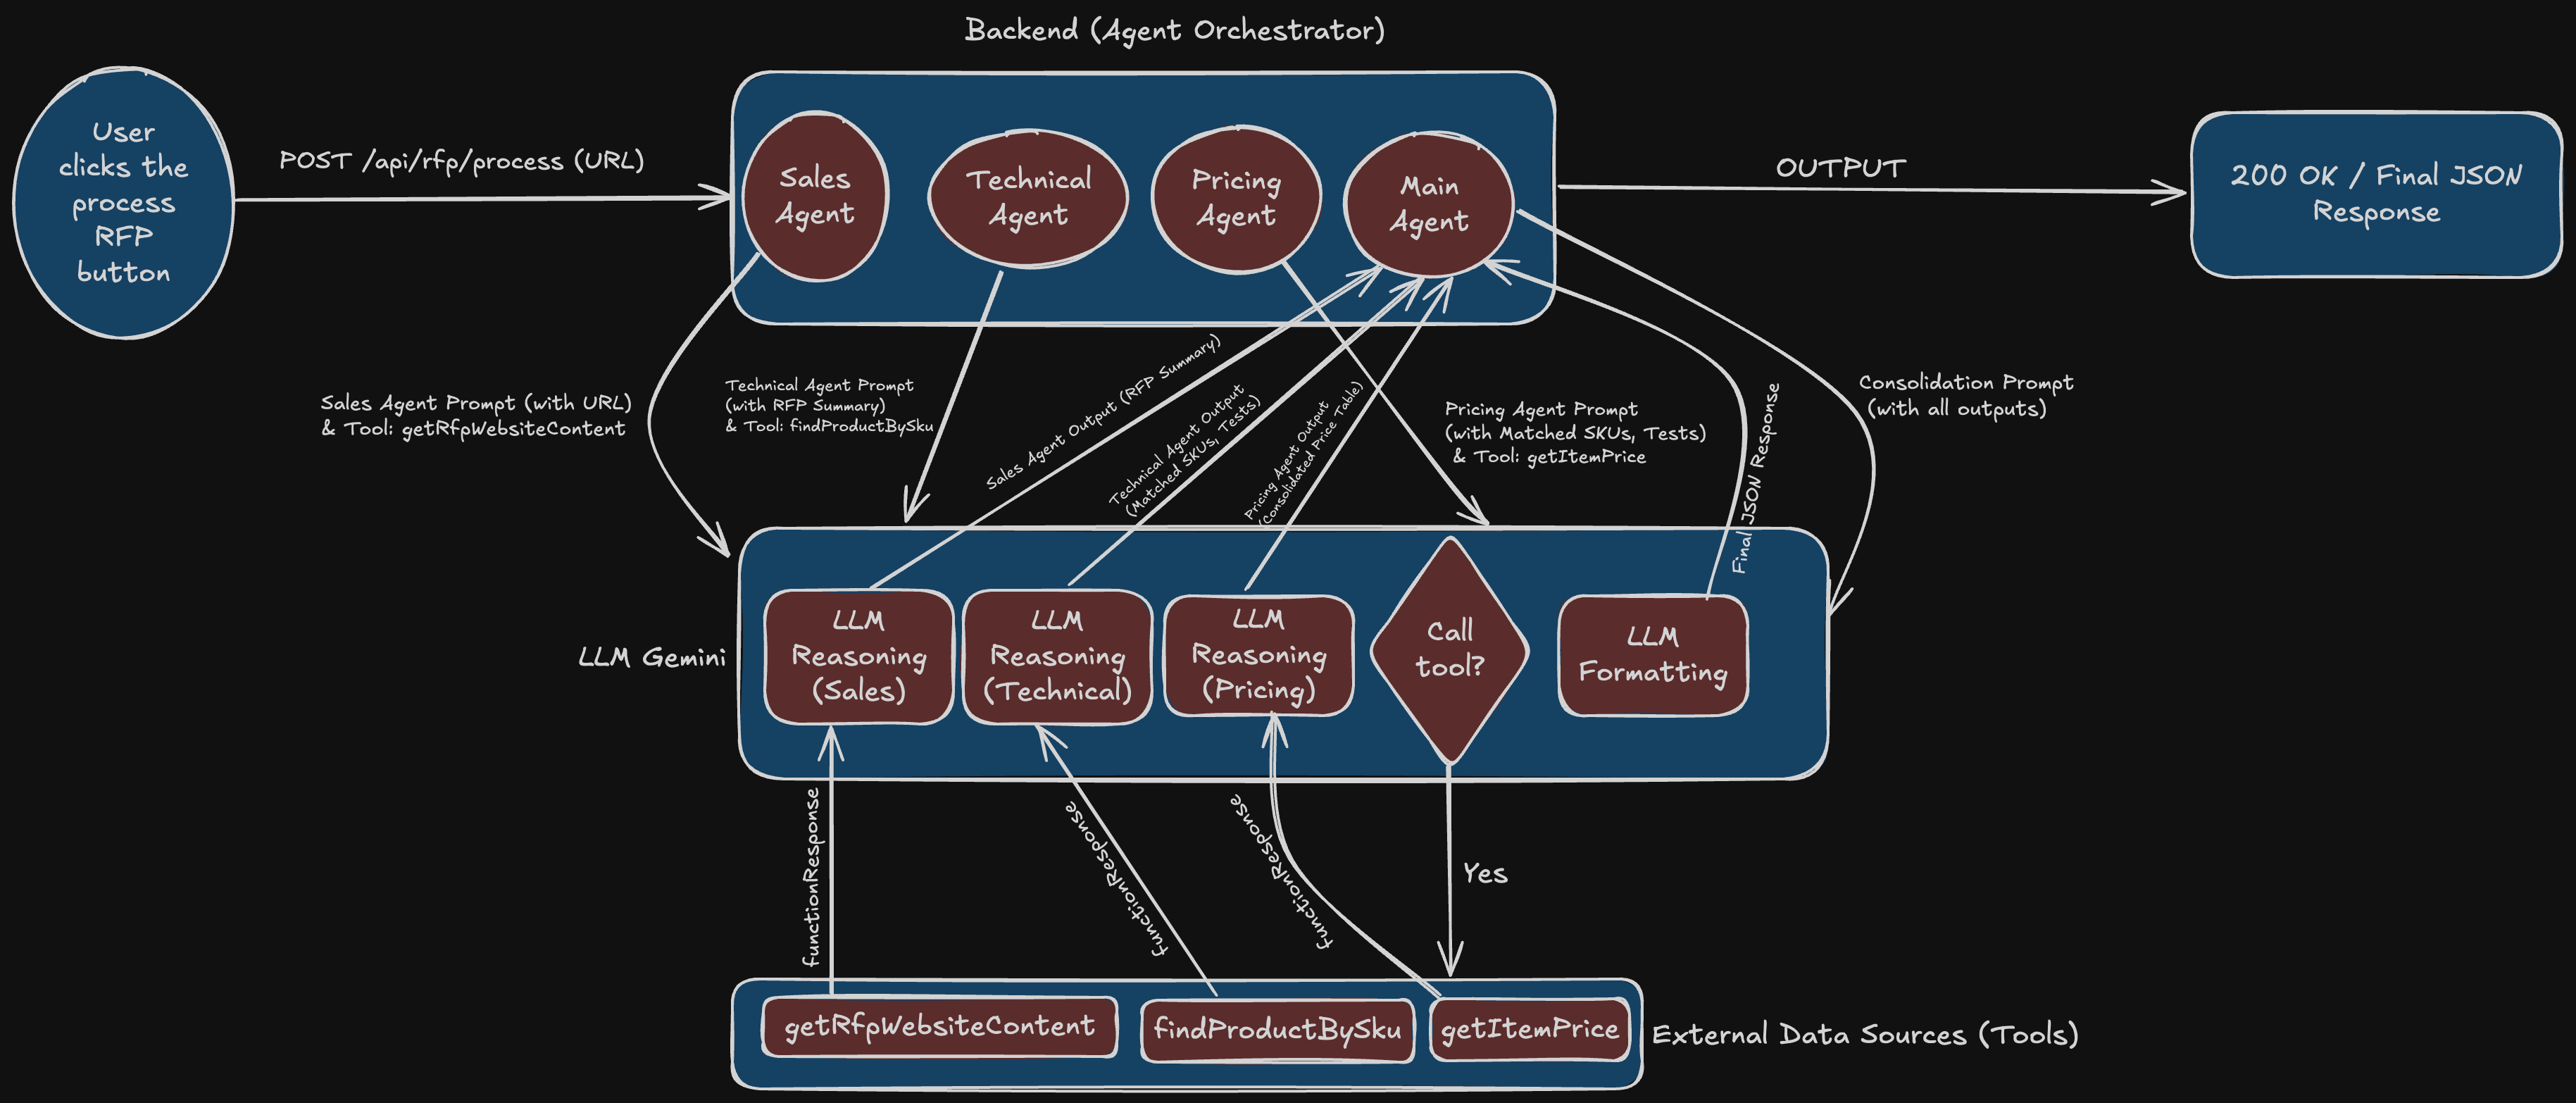 Backend (Agent Orchestrator)
User
clicks the
process
RFP
button
POST /api/rfp/process (URL)
Sales
Agent
Technical
Agent
Pricing
Agent
Main
Agent
OUTPUT
200 OK / Final JSON
Response
Sales Agent Prompt (with URL)
& Tool: getRfpWebsiteContent
Technical Agent Prompt
(with RFP Summary)
& Tool: findProductBySku
Sales Agent Output (RFP Summary)
Technical Agent Output
(Matched SKUs, Tests)
Pricing Agent Output
(Consolidated Price Table)
Pricing Agent Prompt
(with Matched SKUs, Tests)
& Tool: getItemPrice
Final JSON Response
Consolidation Prompt
(with all outputs)
LLM Gemini
LLM
Reasoning
(Sales)
LLM
Reasoning
(Technical)
LLM
Reasoning
(Pricing)
Call
tool?
LLM
Formatting
functionResponse
functionResponse
functionResponse
Yes
getRfpWebsiteContent
findProductBySku
getItemPrice
External Data Sources (Tools)